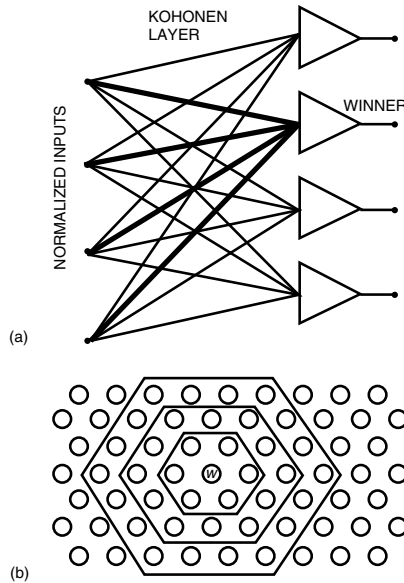 KOHONEN
LAYER
WINNER
NORMALIZED INPUTS
(a)
W
(b)